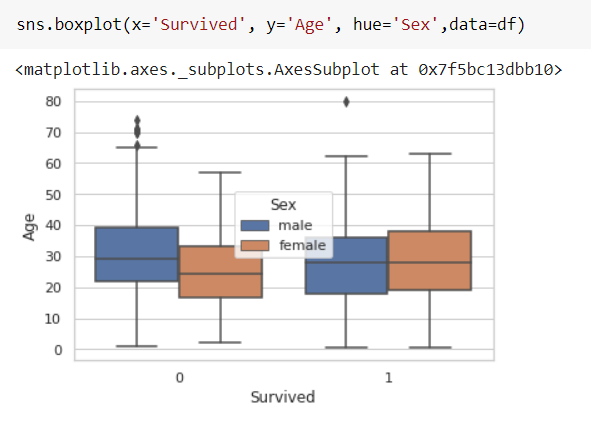 sns.boxplot(x='Survived', y='Age', hue='Sex',data=df)
<matplotlib.axes._subplots.AxesSubplot at 0x7f5bc13dbb10>
80
70
60
50
40
30
20
10
0
Age
Sex
male
female
0
1
Survived